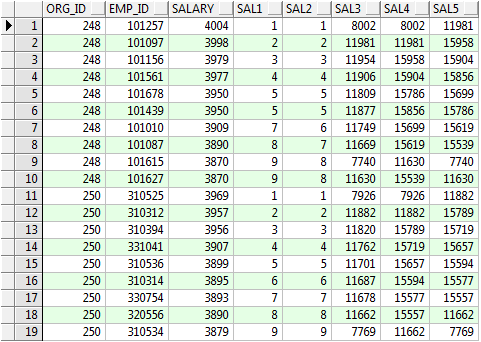 ORG_ID EMP_ID SALARY SAL1 SAL2 SAL3 SAL4 SAL5
1 248 101257 4004 1 1 8002 8002 11981
2 248 101097 3998 2 2 11981 11981 15958
3 248 101156 3979 3 3 11954 15958 15904
4 248 101561 3977 4 4 11906 15904 15856
5 248 101678 3950 5 5 11809 15786 15699
6 248 101439 3950 5 5 11877 15856 15786
7 248 101010 3909 7 6 11749 15699 15619
8 248 101087 3890 8 7 11669 15619 15539
9 248 101615 3870 9 8 7740 11630 7740
10 248 101627 3870 9 8 11630 15539 11630
11 250 310525 3969 1 1 7926 7926 11882
12 250 310312 3957 2 2 11882 11882 15789
13 250 310394 3956 3 3 11820 15789 15719
14 250 331041 3907 4 4 11762 15719 15657
15 250 310536 3899 5 5 11701 15657 15594
16 250 310314 3895 6 6 11687 15594 15577
17 250 330754 3893 7 7 11678 15577 15557
18 250 320556 3890 8 8 11662 15557 11662
19 250 310534 3879 9 9 7769 11662 7769